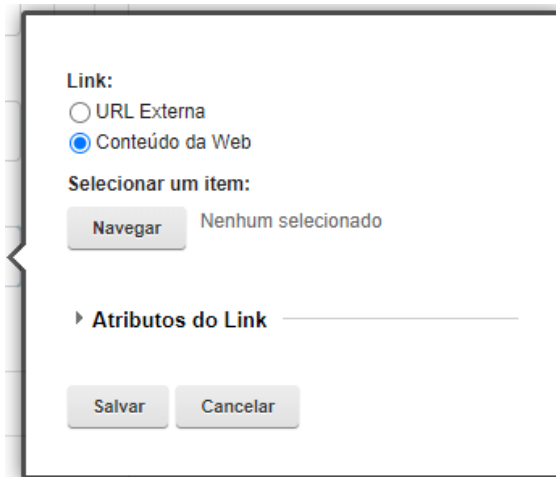 Link:
URL Externa
Conteúdo da Web
Selecionar um item:
Navegar Nenhum selecionado
Atributos do Link
Salvar Cancelar